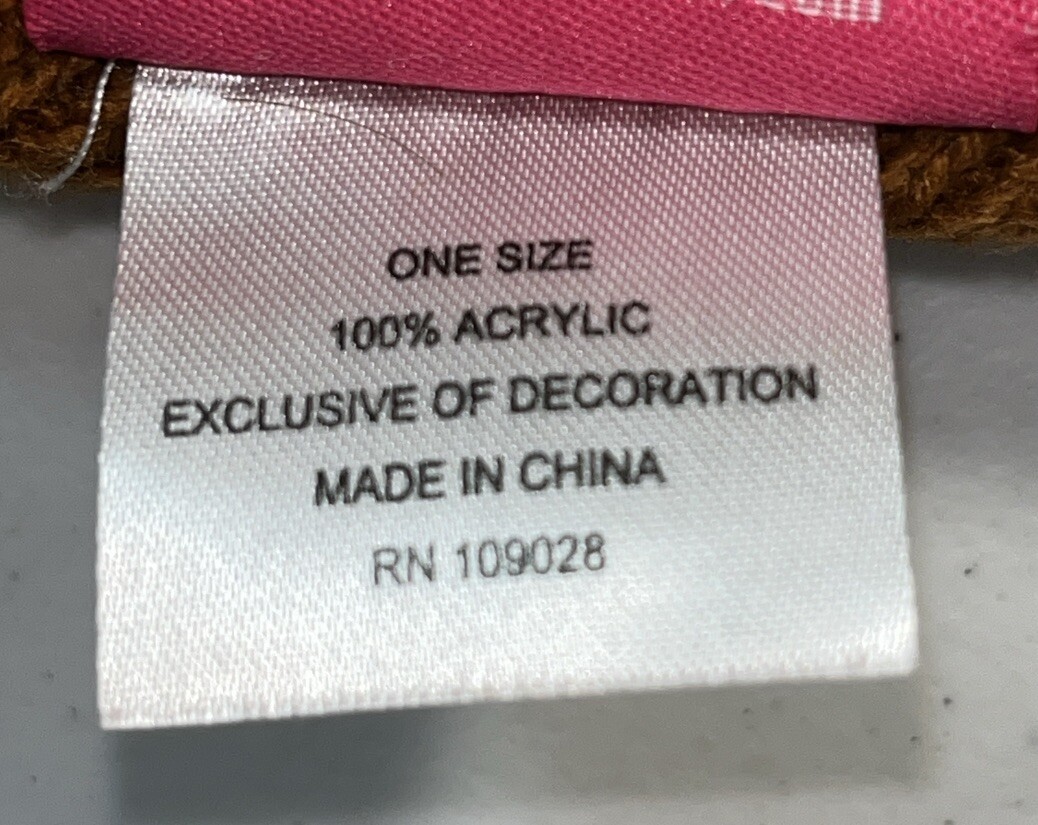 ONE SIZE
100% ACRYLIC
EXCLUSIVE OF DECORATION
MADE IN CHINA
RN 109028